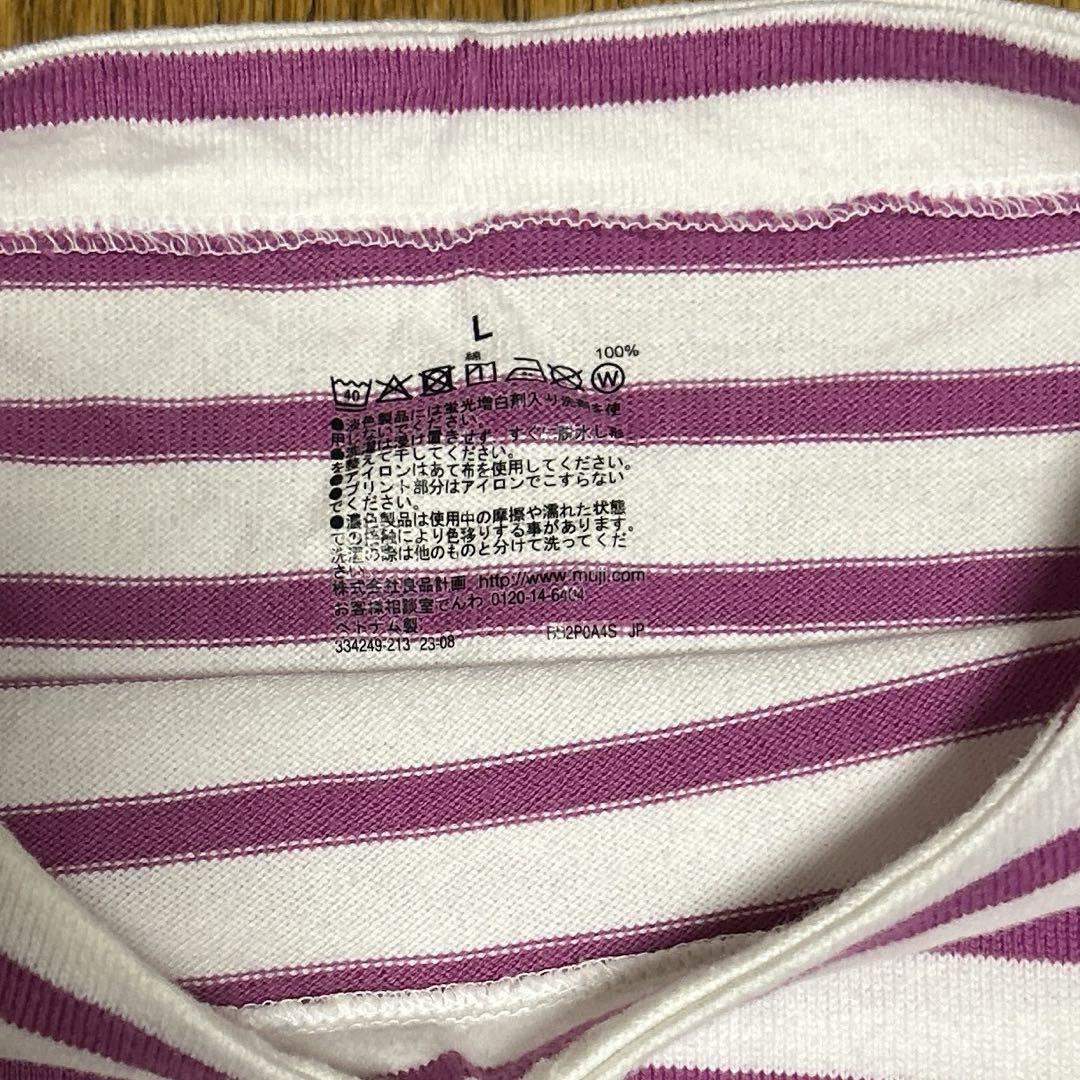 L
綿 100%
40 W
●淡色製品には蛍光増白剤入り洗剤を使
用しないでください。
●洗濯後は浸け置きせず、すぐに脱水し形
を整えて干してください。
●アイロンはあて布を使用してください。
●プリント部分はアイロンでこすらない
でください。
●濃色製品は使用中の摩擦や濡れた状態
での接触により色移りする事があります。
洗濯の際は他のものと分けて洗ってくだ
さい。
株式会社良品計画 http://www.muji.com
お客様相談室でんわ 0120-14-6404
ベトナム製
334249-213 23-08 JP